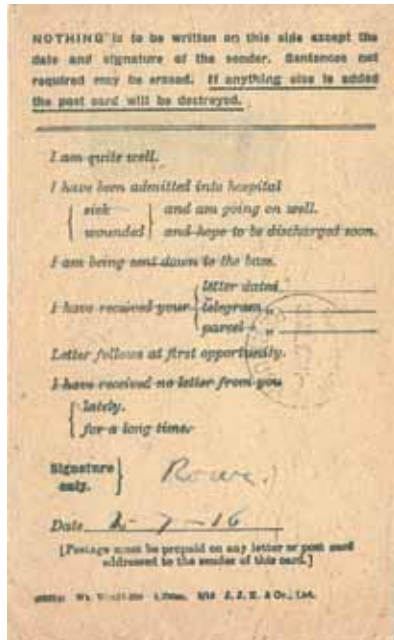 NOTHING is to be written on this side except the
date and signature of the sender. Sentences not
required may be erased. If anything else is added
the post card will be destroyed.
I am quite well.
I have been admitted into hospital
sick and am going on well.
wounded and hope to be discharged soon.
I am being sent down to the base.
letter dated
I have received your telegram „
parcel „
Letter follows at first opportunity.
I have received no letter from you
lately.
for a long time.
Signature
only. Rowe.
Date 2-7-16
[Postage must be prepaid on any letter or post card
addressed to the sender of this card.]